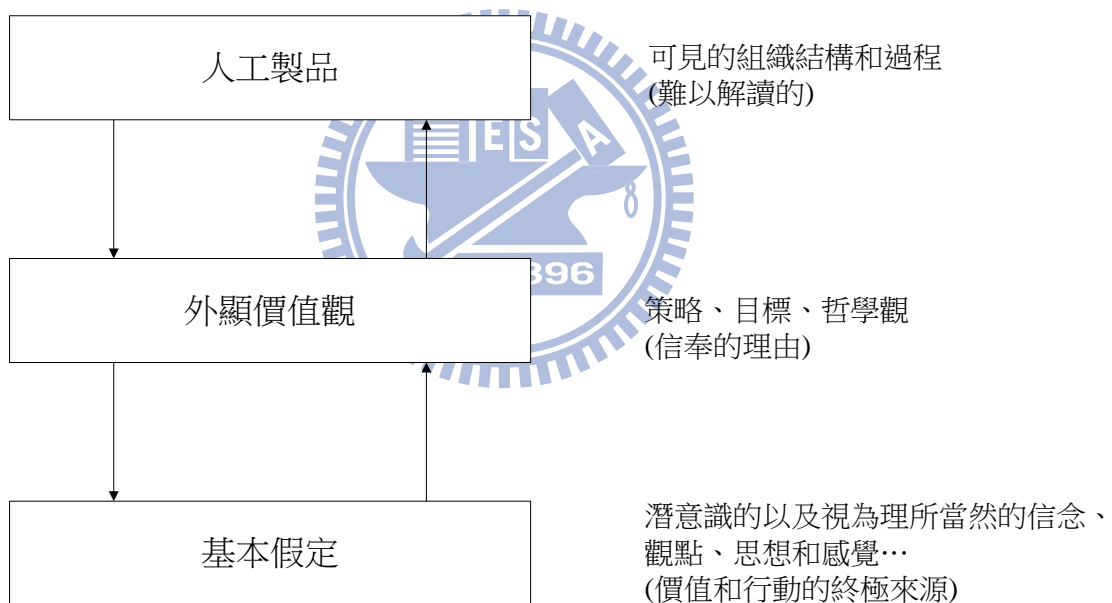 人工製品
可見的組織結構和過程
(難以解讀的)
E S
A
8
896
外顯價值觀
策略、目標、哲學觀
(信奉的理由)
基本假定
潛意識的以及視為理所當然的信念、
觀點、思想和感覺…
(價值和行動的終極來源)